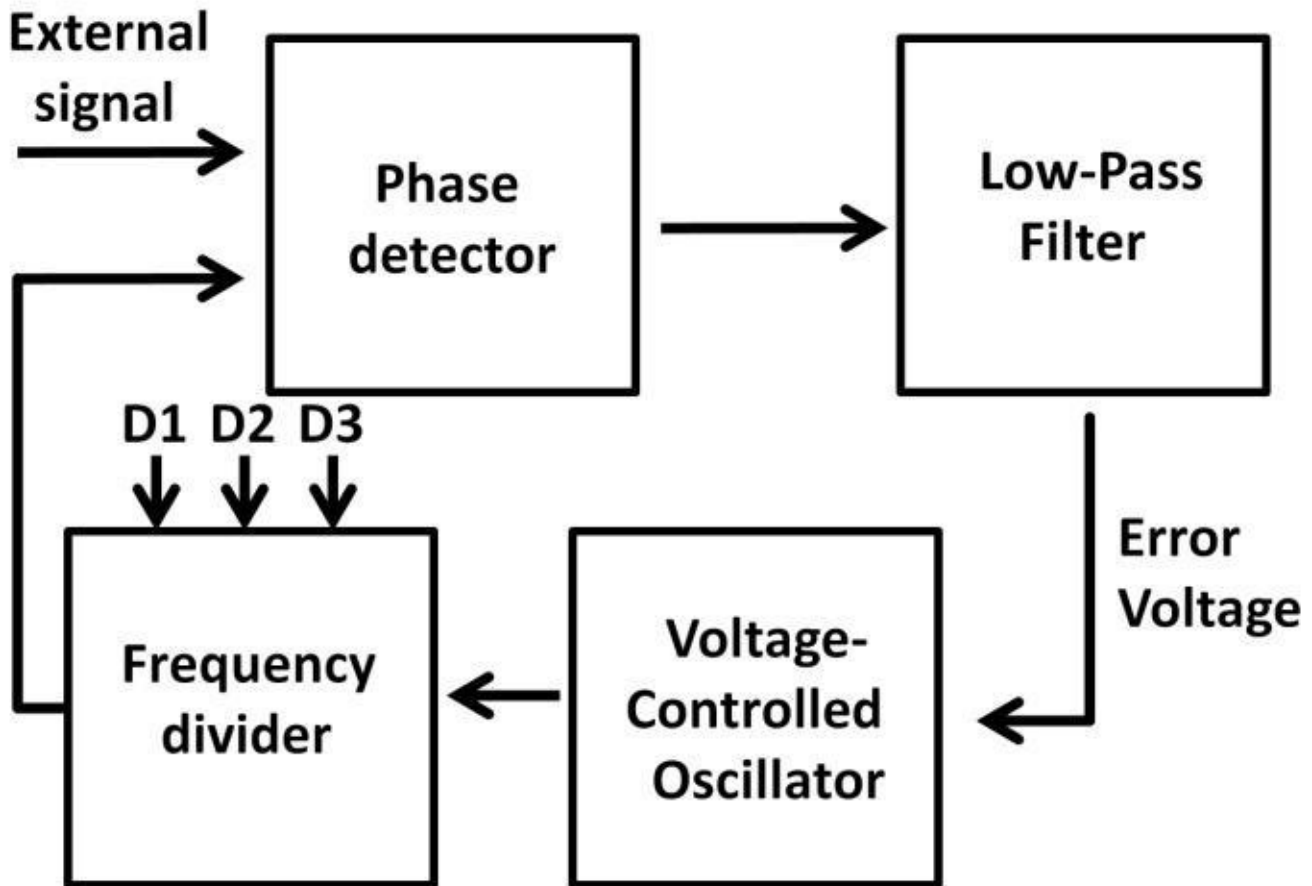 External
signal
Phase
detector
Low-Pass
Filter
D1 D2 D3
Error
Voltage
Frequency
divider
Voltage-
Controlled
Oscillator